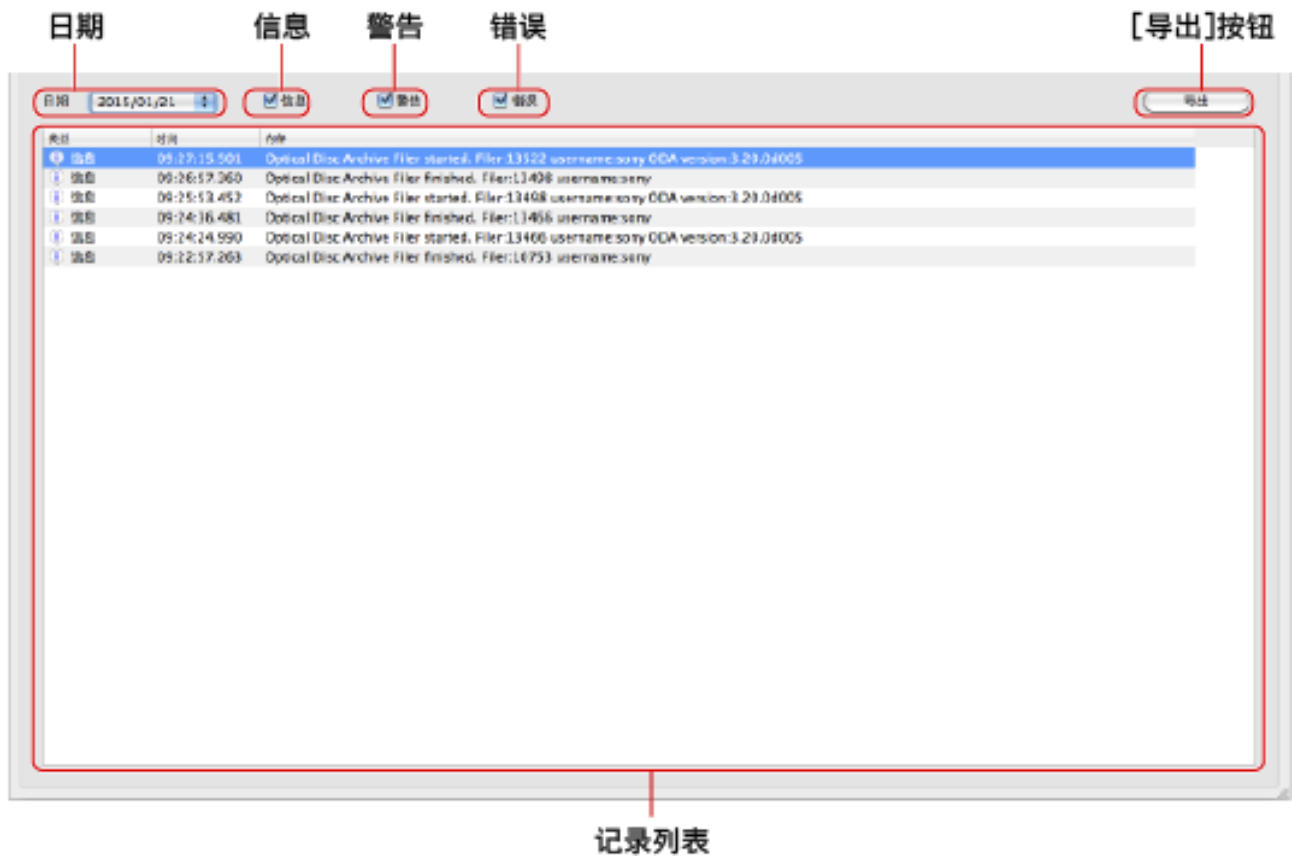 日期 信息 警告 错误 [导出]按钮
日期 2015/01/21 信息 警告 错误 导出
类别 时间 内容
信息 09:27:15.501 Optical Disc Archive Filer started. Filer:13522 username:sony ODA version:3.20.0d005
信息 09:26:57.360 Optical Disc Archive Filer finished. Filer:13498 username:sony
信息 09:25:53.452 Optical Disc Archive Filer started. Filer:13498 username:sony ODA version:3.20.0d005
信息 09:24:36.481 Optical Disc Archive Filer finished. Filer:13466 username:sony
信息 09:24:24.990 Optical Disc Archive Filer started. Filer:13466 username:sony ODA version:3.20.0d005
信息 09:22:57.263 Optical Disc Archive Filer finished. Filer:10753 username:sony
记录列表